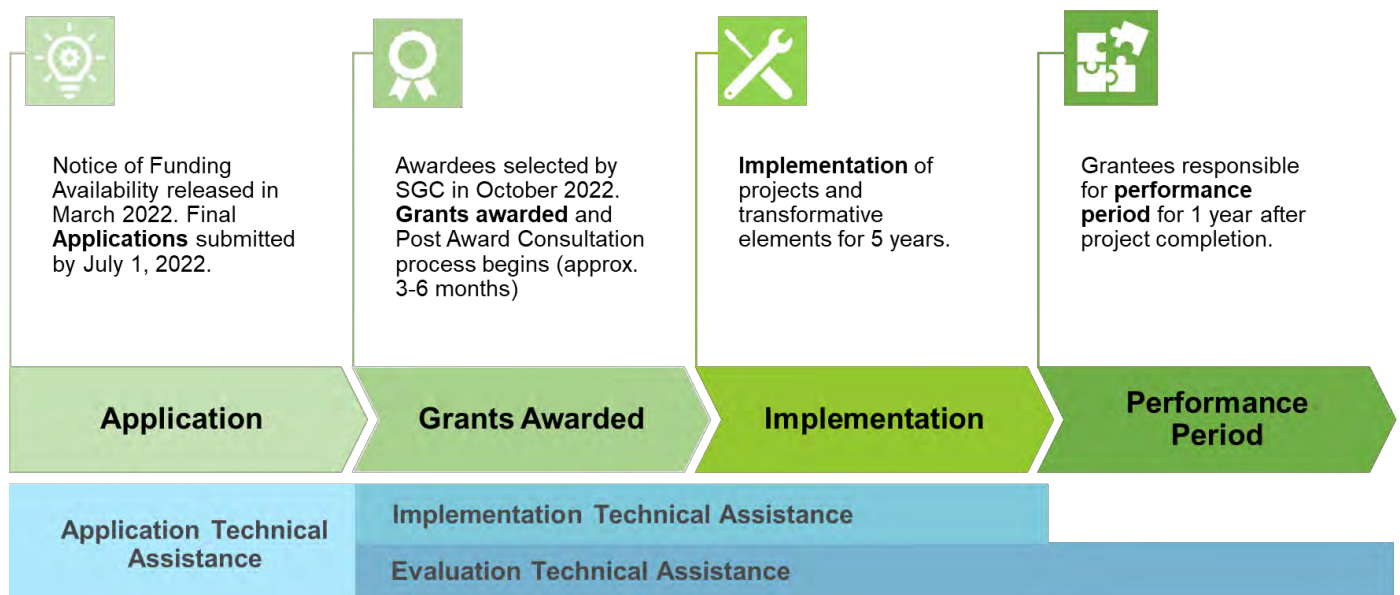 Notice of Funding
Availability released in
March 2022. Final
Applications submitted
by July 1, 2022.
Awardees selected by
SGC in October 2022.
Grants awarded and
Post Award Consultation
process begins (approx.
3-6 months)
Implementation of
projects and
transformative
elements for 5 years.
Grantees responsible
for performance
period for 1 year after
project completion.
Application
Grants Awarded
Implementation
Performance
Period
Application Technical
Assistance
Implementation Technical Assistance
Evaluation Technical Assistance